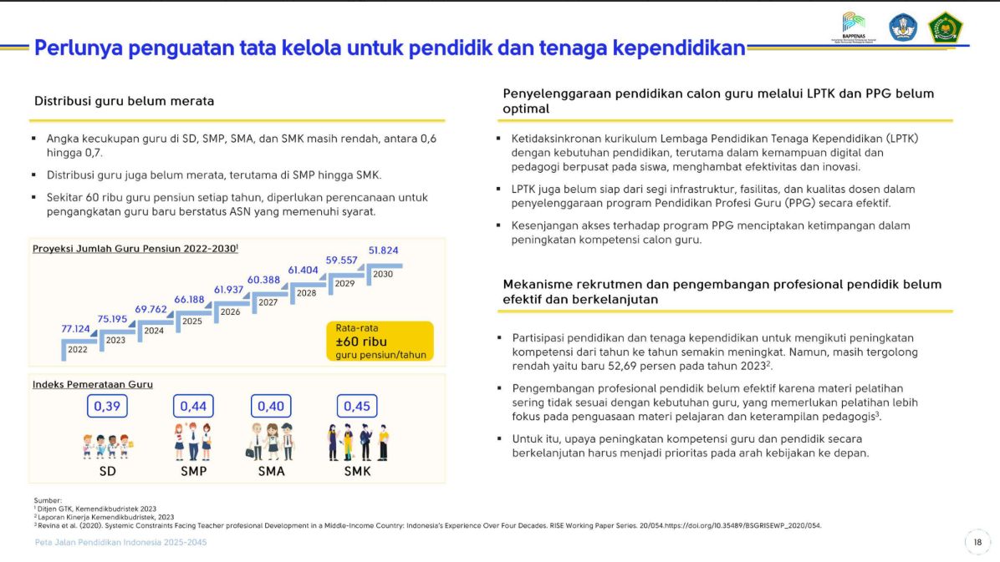 BAPPENAS
Perlunya penguatan tata kelola untuk pendidik dan tenaga kependidikan
Distribusi guru belum merata
▪ Angka kecukupan guru di SD, SMP, SMA, dan SMK masih rendah, antara 0,6
hingga 0,7.
▪ Distribusi guru juga belum merata, terutama di SMP hingga SMK.
▪ Sekitar 60 ribu guru pensiun setiap tahun, diperlukan perencanaan untuk
pengangkatan guru baru berstatus ASN yang memenuhi syarat.
Proyeksi Jumlah Guru Pensiun 2022-2030¹
77.124
2022
75.195
2023
69.762
2024
66.188
2025
61.937
2026
60.388
2027
61.404
2028
59.557
2029
51.824
2030
Rata-rata
±60 ribu
guru pensiun/tahun
Indeks Pemerataan Guru
0,39
0,44
0,40
0,45
SD
SMP
SMA
SMK
Penyelenggaraan pendidikan calon guru melalui LPTK dan PPG belum
optimal
▪ Ketidaksinkronan kurikulum Lembaga Pendidikan Tenaga Kependidikan (LPTK)
dengan kebutuhan pendidikan, terutama dalam kemampuan digital dan
pedagogi berpusat pada siswa, menghambat efektivitas dan inovasi.
▪ LPTK juga belum siap dari segi infrastruktur, fasilitas, dan kualitas dosen dalam
penyelenggaraan program Pendidikan Profesi Guru (PPG) secara efektif.
▪ Kesenjangan akses terhadap program PPG menciptakan ketimpangan dalam
peningkatan kompetensi calon guru.
Mekanisme rekrutmen dan pengembangan profesional pendidik belum
efektif dan berkelanjutan
▪ Partisipasi pendidikan dan tenaga kependidikan untuk mengikuti peningkatan
kompetensi dari tahun ke tahun semakin meningkat. Namun, masih tergolong
rendah yaitu baru 52,69 persen pada tahun 2023².
▪ Pengembangan profesional pendidik belum efektif karena materi pelatihan
sering tidak sesuai dengan kebutuhan guru, yang memerlukan pelatihan lebih
fokus pada penguasaan materi pelajaran dan keterampilan pedagogis³.
▪ Untuk itu, upaya peningkatan kompetensi guru dan pendidik secara
berkelanjutan harus menjadi prioritas pada arah kebijakan ke depan.
Sumber:
¹ Ditjen GTK, Kemendikbudristek 2023
² Laporan Kinerja Kemendikbudristek, 2023
³ Revina et al. (2020). Systemic Constraints Facing Teacher profesional Development in a Middle-Income Country: Indonesia's Experience Over Four Decades. RISE Working Paper Series. 20/054.https://doi.org/10.35489/BSGRISEWP_2020/054.
Peta Jalan Pendidikan Indonesia 2025-2045
18